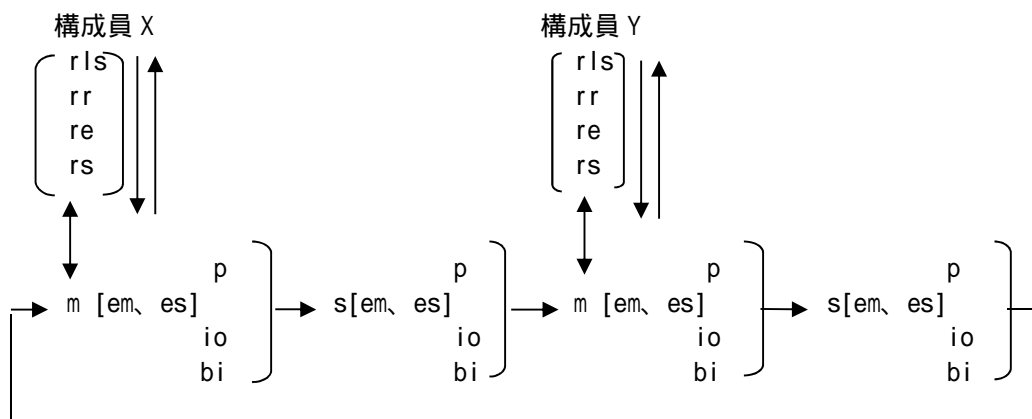 構成員 X 構成員 Y
rls rls
rr rr
re re
rs rs
p p p p
m [em、es] s[em、es] m [em、es] s[em、es]
io io io io
bi bi bi bi